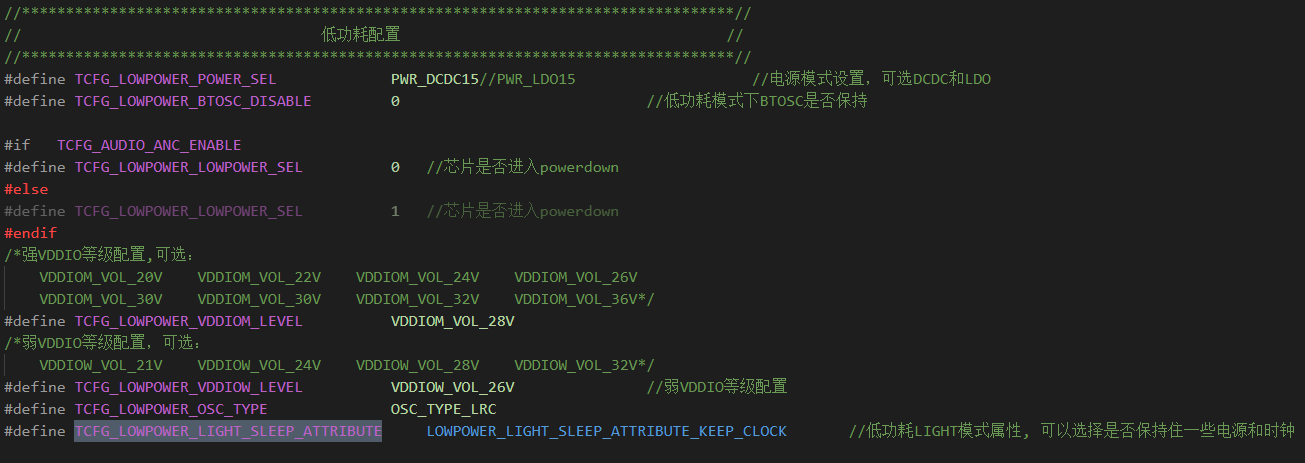 //*********************************************************************************//
// 低功耗配置 //
//*********************************************************************************//
#define TCFG_LOWPOWER_POWER_SEL PWR_DCDC15//PWR_LDO15 //电源模式设置，可选DCDC和LDO
#define TCFG_LOWPOWER_BTOSC_DISABLE 0 //低功耗模式下BTOSC是否保持
#if TCFG_AUDIO_ANC_ENABLE
#define TCFG_LOWPOWER_LOWPOWER_SEL 0 //芯片是否进入powerdown
#else
#define TCFG_LOWPOWER_LOWPOWER_SEL 1 //芯片是否进入powerdown
#endif
/*强VDDIO等级配置,可选：
VDDIOM_VOL_20V VDDIOM_VOL_22V VDDIOM_VOL_24V VDDIOM_VOL_26V
VDDIOM_VOL_30V VDDIOM_VOL_30V VDDIOM_VOL_32V VDDIOM_VOL_36V*/
#define TCFG_LOWPOWER_VDDIOM_LEVEL VDDIOM_VOL_28V
/*弱VDDIO等级配置，可选：
VDDIOW_VOL_21V VDDIOW_VOL_24V VDDIOW_VOL_28V VDDIOW_VOL_32V*/
#define TCFG_LOWPOWER_VDDIOW_LEVEL VDDIOW_VOL_26V //弱VDDIO等级配置
#define TCFG_LOWPOWER_OSC_TYPE OSC_TYPE_LRC
#define TCFG_LOWPOWER_LIGHT_SLEEP_ATTRIBUTE LOWPOWER_LIGHT_SLEEP_ATTRIBUTE_KEEP_CLOCK //低功耗LIGHT模式属性, 可以选择是否保持住一些电源和时钟